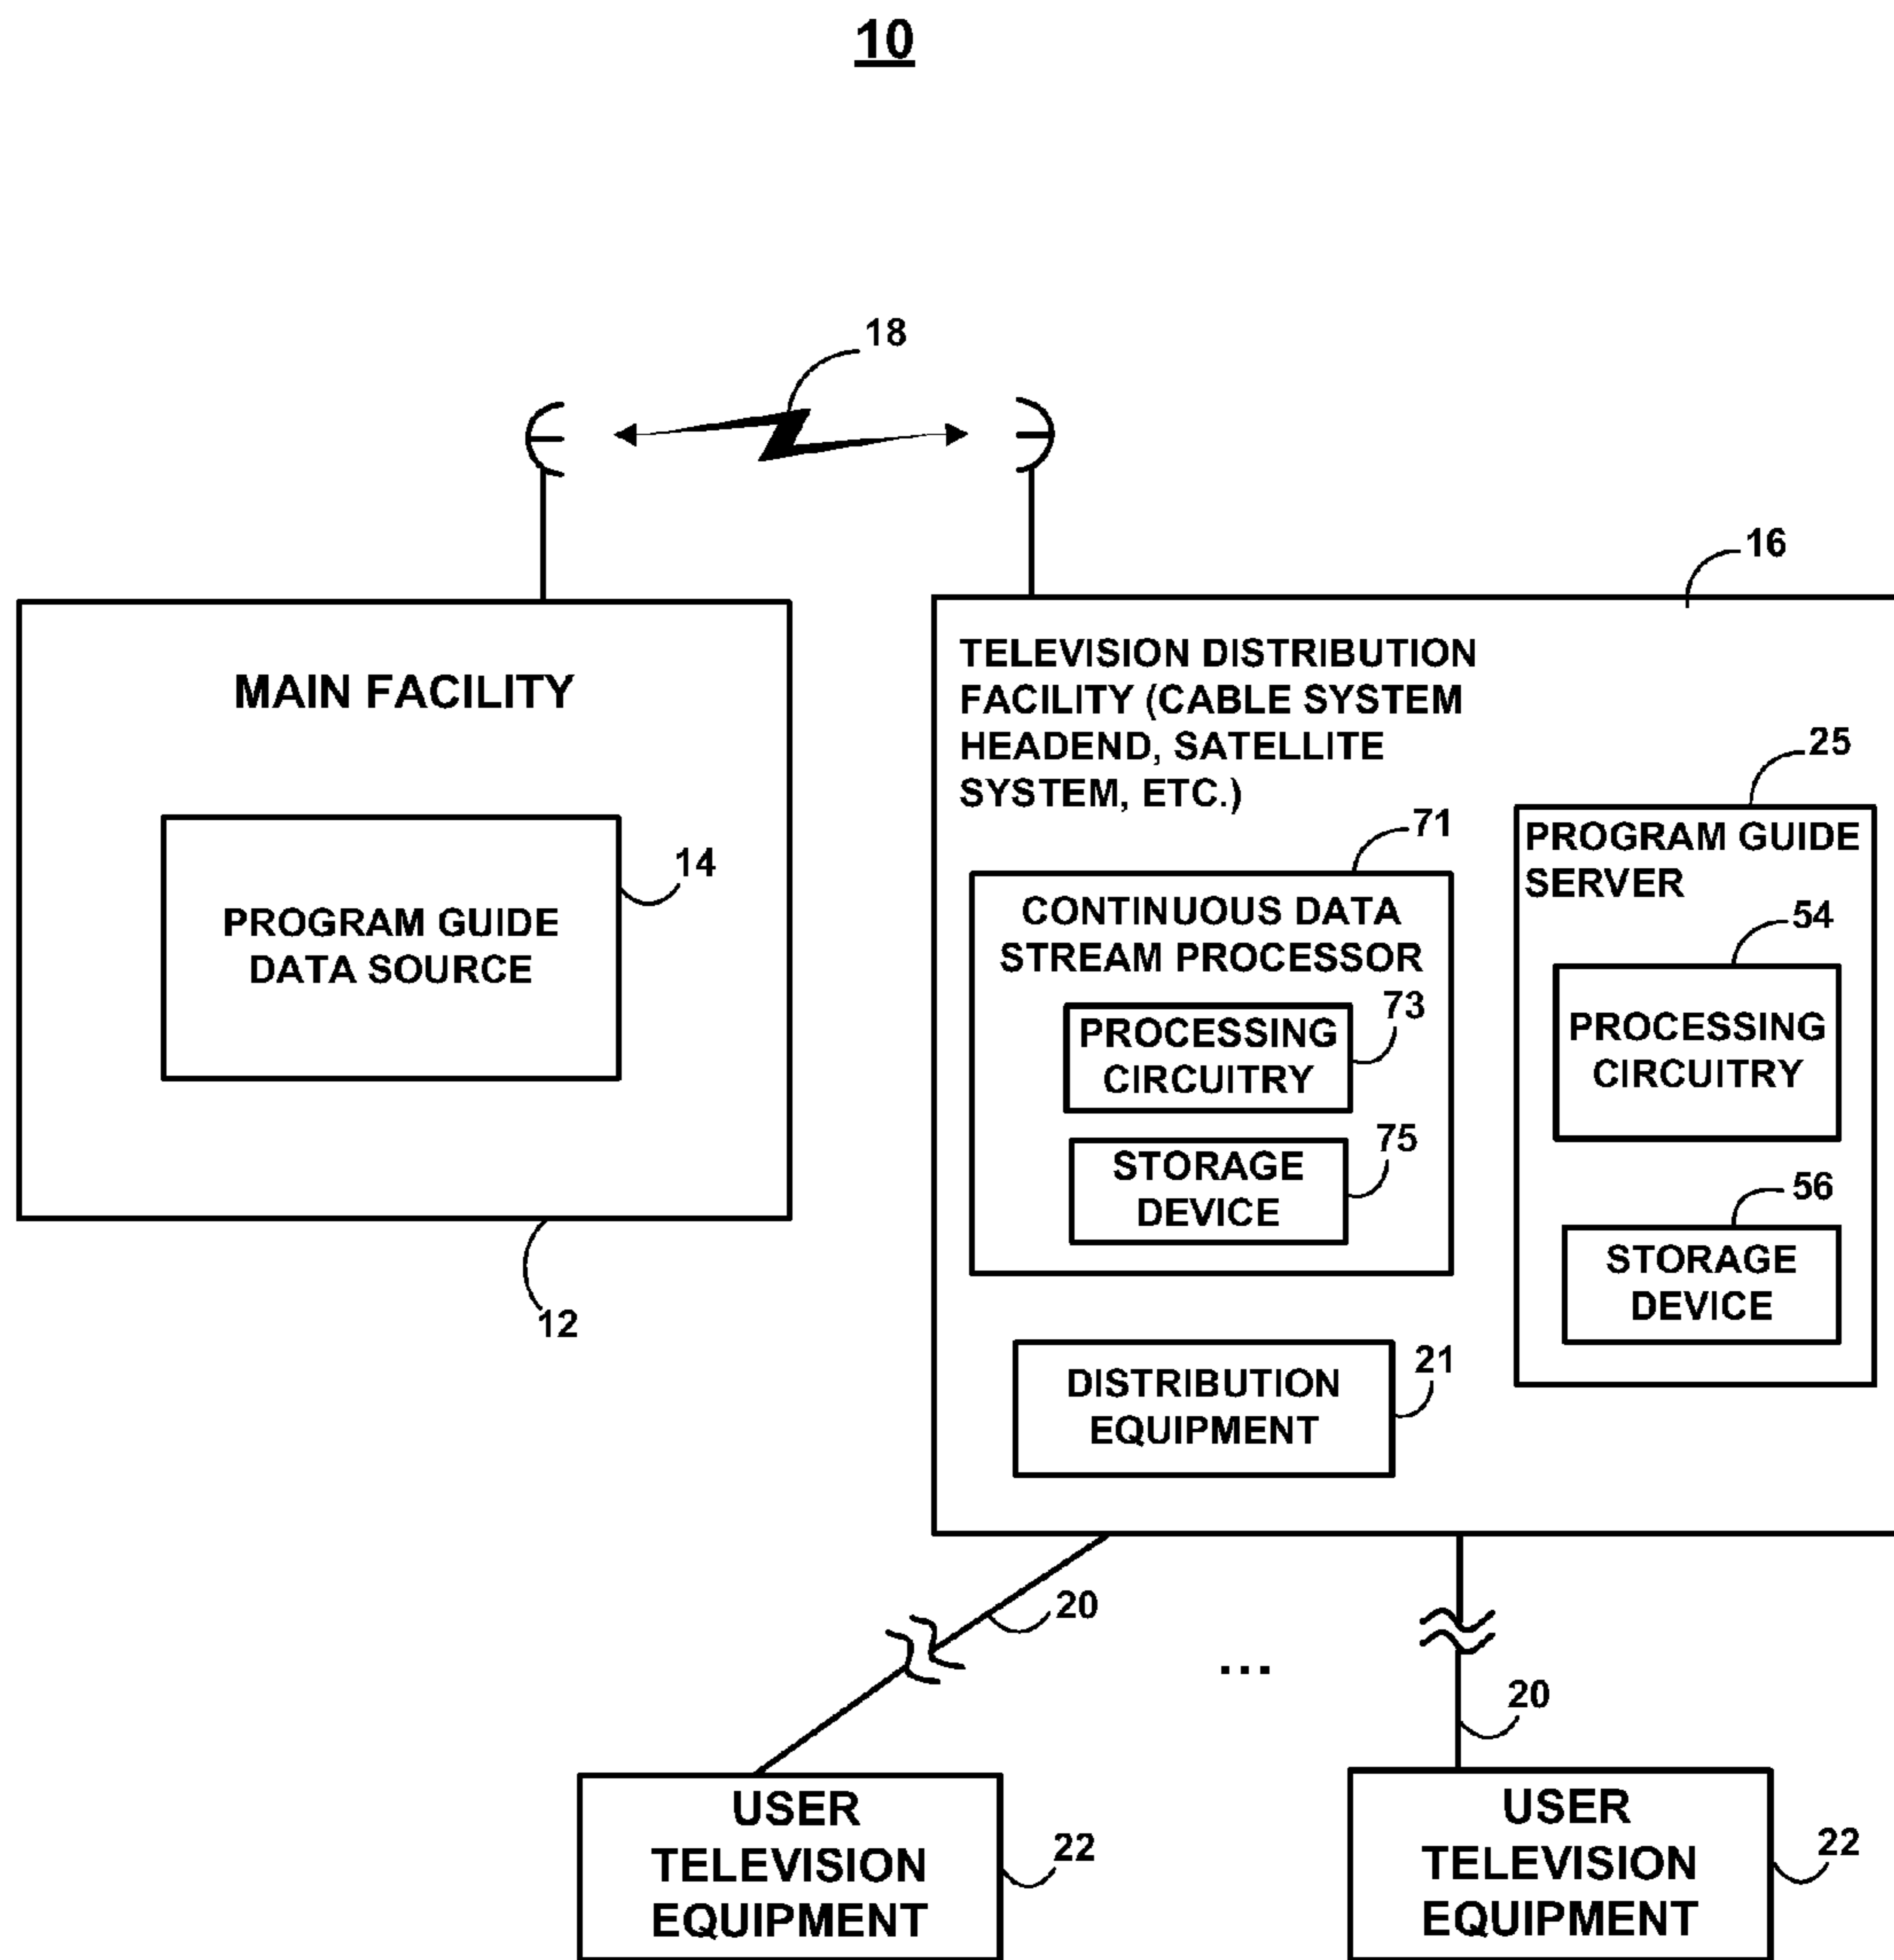 10
18
16
MAIN FACILITY
PROGRAM GUIDE
DATA SOURCE
14
12
TELEVISION DISTRIBUTION
FACILITY (CABLE SYSTEM
HEADEND, SATELLITE
SYSTEM, ETC.)
71
CONTINUOUS DATA
STREAM PROCESSOR
PROCESSING
CIRCUITRY
73
STORAGE
DEVICE
75
25
PROGRAM GUIDE
SERVER
54
PROCESSING
CIRCUITRY
56
STORAGE
DEVICE
DISTRIBUTION
EQUIPMENT
21
20
...
20
USER
TELEVISION
EQUIPMENT
22
USER
TELEVISION
EQUIPMENT
22